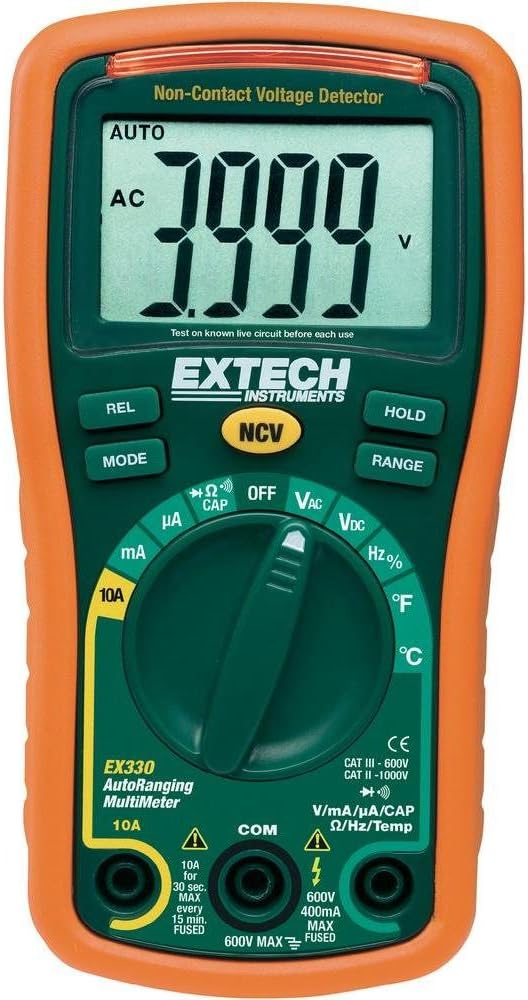 Non-Contact Voltage Detector
AUTO
AC
3.999
V
Test on known live circuit before each use
EXTECH
INSTRUMENTS
REL
HOLD
NCV
MODE
RANGE
10A
mA
µA
Ω
CAP
OFF
VAC
VDC
Hz %
°F
°C
EX330
AutoRanging
MultiMeter
CE
CAT III - 600V
CAT II -1000V
V/mA/µA/CAP
Ω/Hz/Temp
10A
10A
for
30 sec.
MAX
every
15 min.
FUSED
COM
600V MAX
600V
400mA
MAX
FUSED